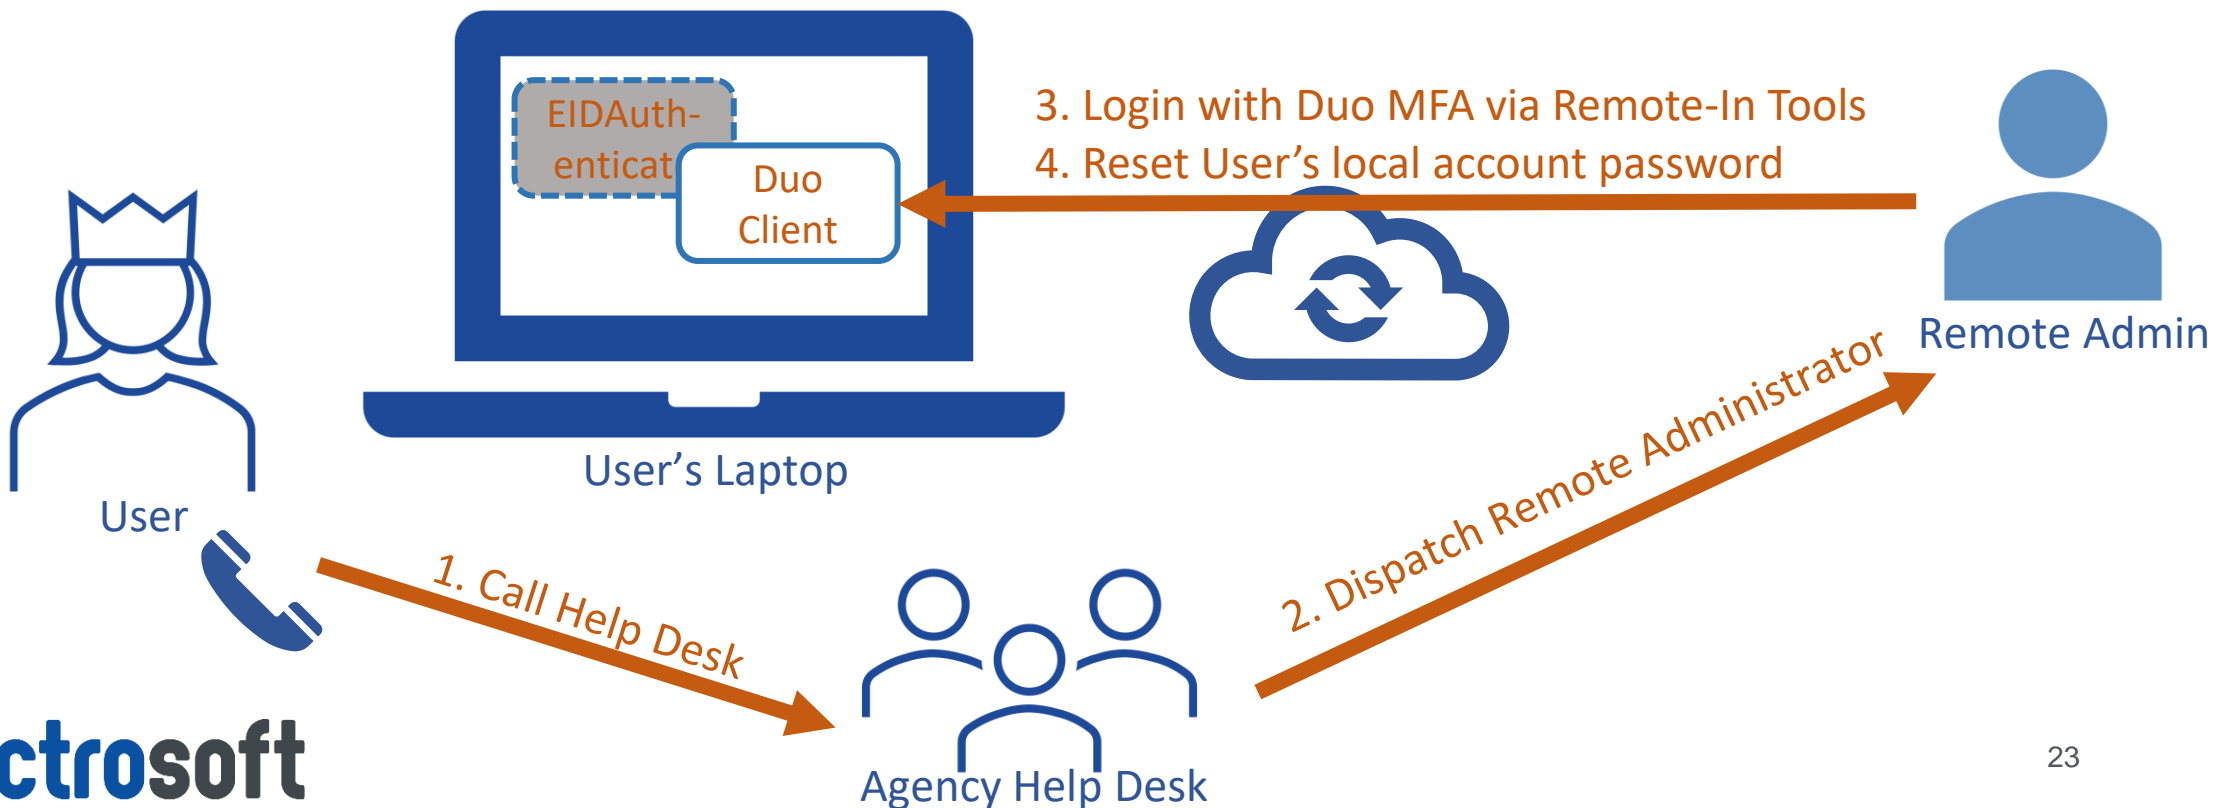 EIDAuth-
enticat
Duo
Client
3. Login with Duo MFA via Remote-In Tools
4. Reset User’s local account password
Remote Admin
User’s Laptop
User
1. Call Help Desk
2. Dispatch Remote Administrator
Agency Help Desk
ctrosoft
23